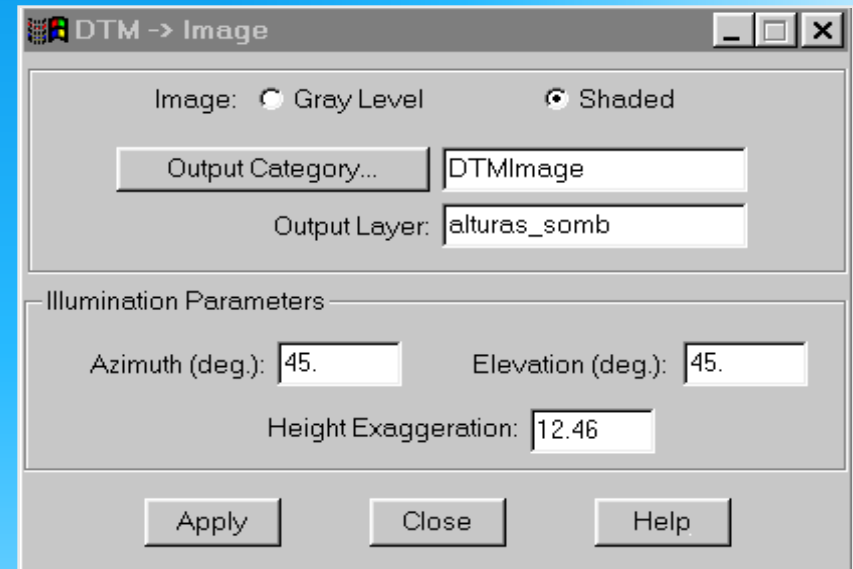 DTM -> Image
Image: Gray Level Shaded
Output Category... DTMImage
Output Layer: alturas_somb
Illumination Parameters
Azimuth (deg.): 45. Elevation (deg.): 45.
Height Exaggeration: 12.46
Apply Close Help